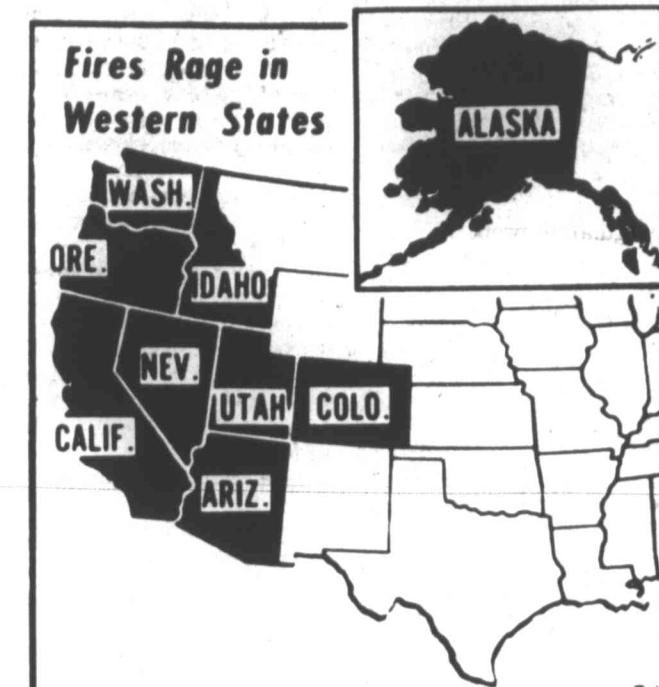 Fires Rage in
Western States
ALASKA
WASH.
ORE.
IDAHO
NEV.
UTAH
COLO.
CALIF.
ARIZ.